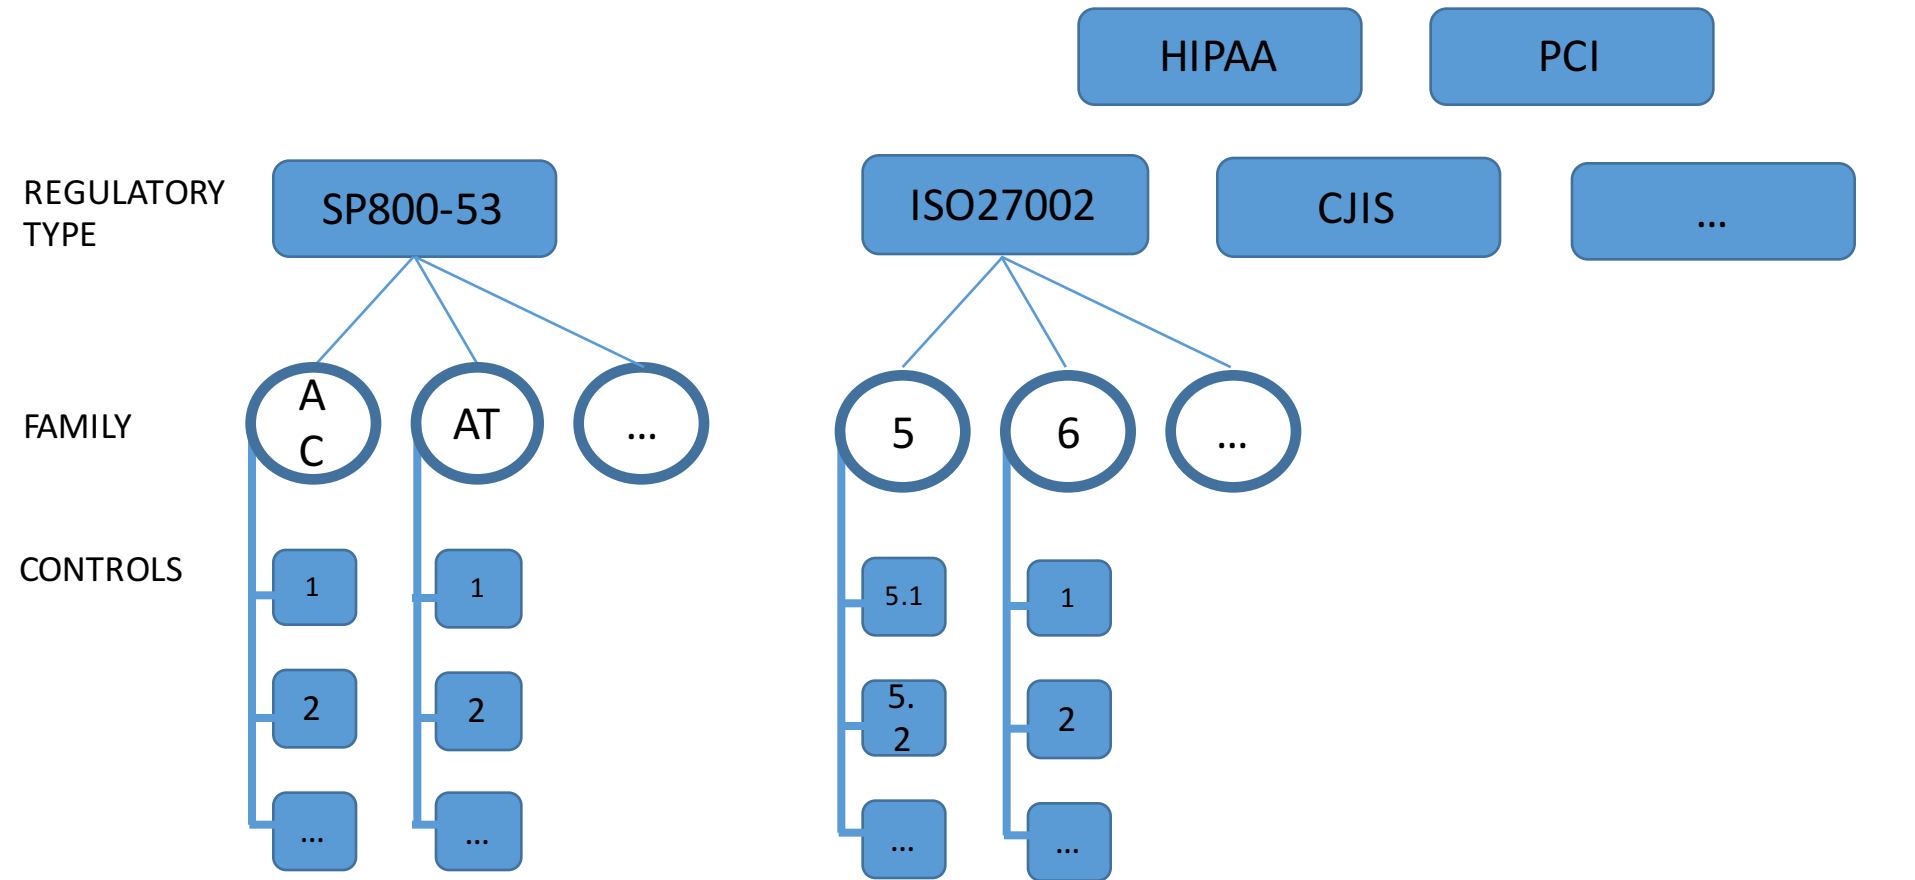 HIPAA
PCI
REGULATORY
TYPE
SP800-53
ISO27002
CJIS
...
FAMILY
A
C
AT
...
5
6
...
CONTROLS
1
1
5.1
1
2
2
5.
2
2
...
...
...
...